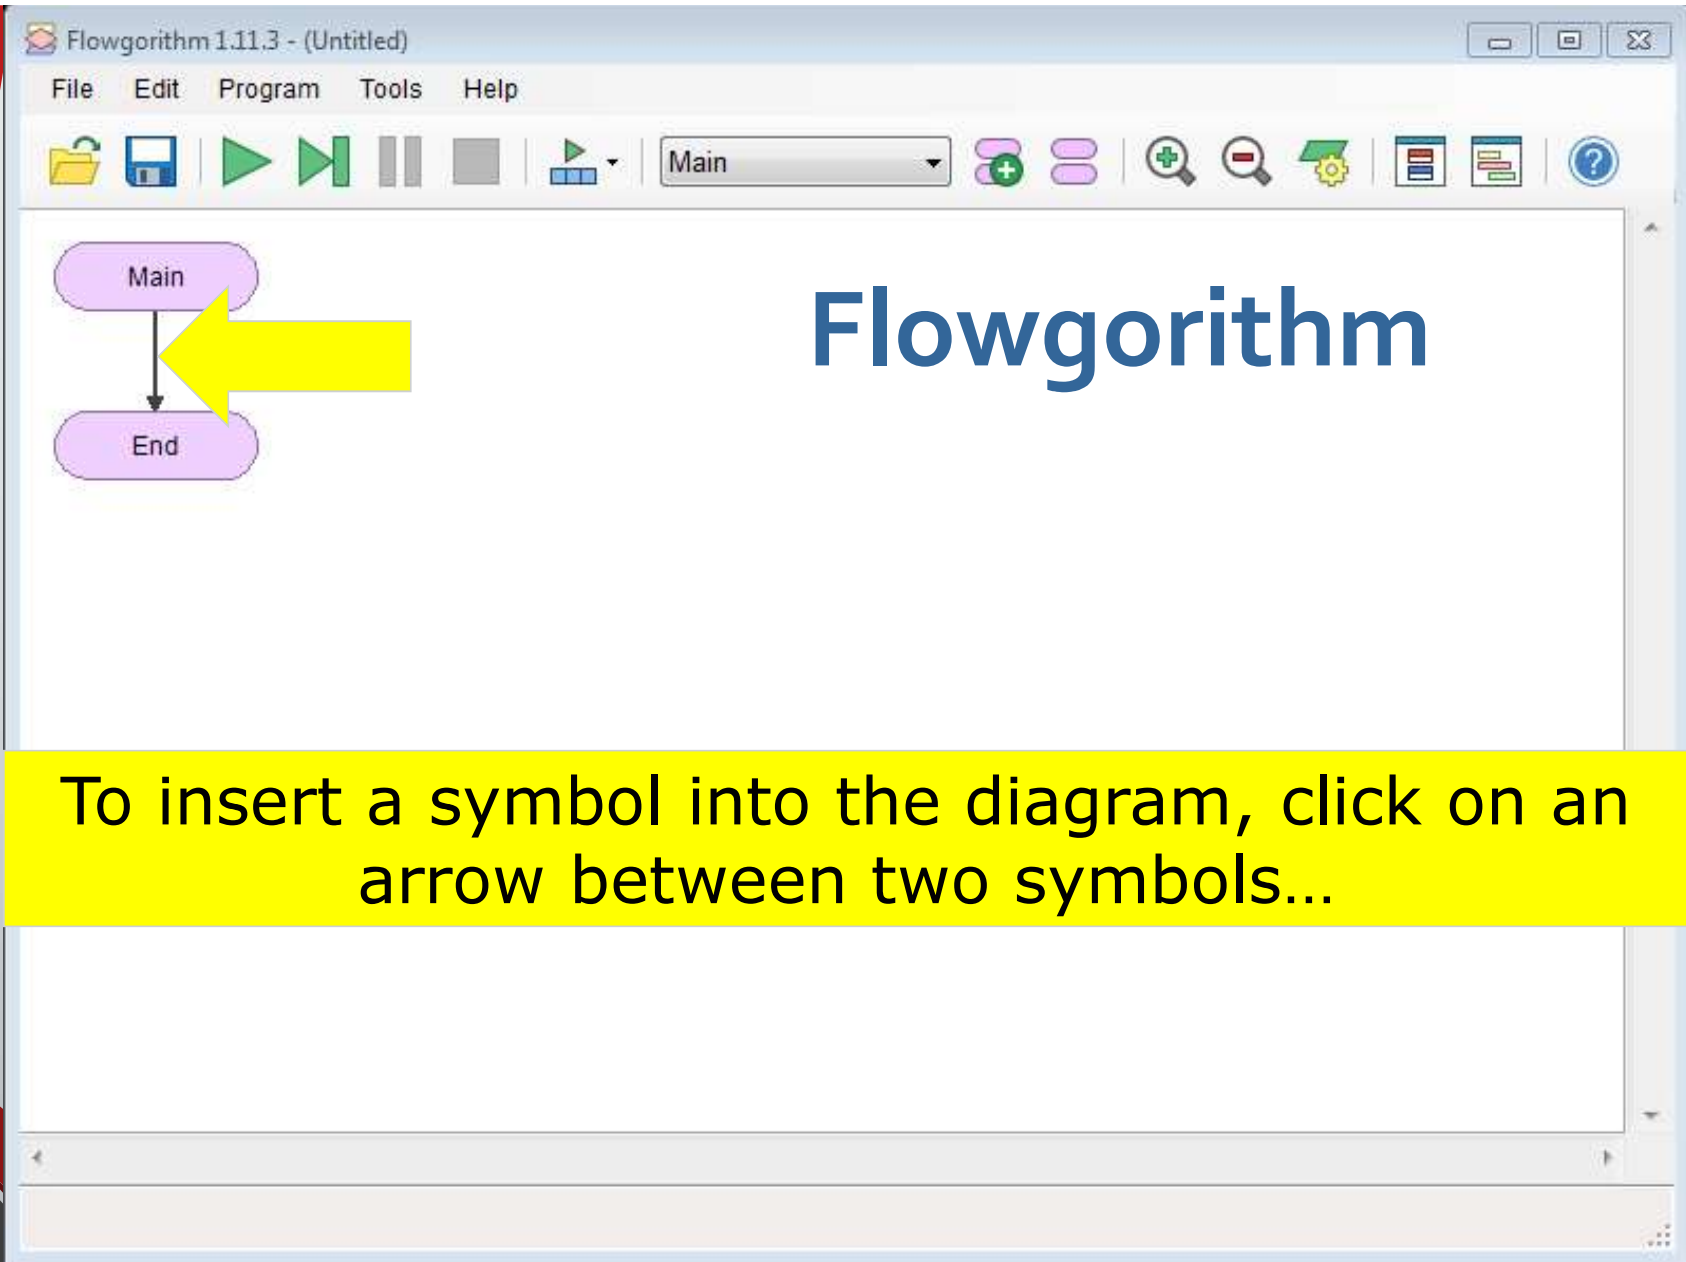 Flowgorithm 1.11.3 - (Untitled)
File Edit Program Tools Help
Main
Main
Flowgorithm
End
To insert a symbol into the diagram, click on an
arrow between two symbols…